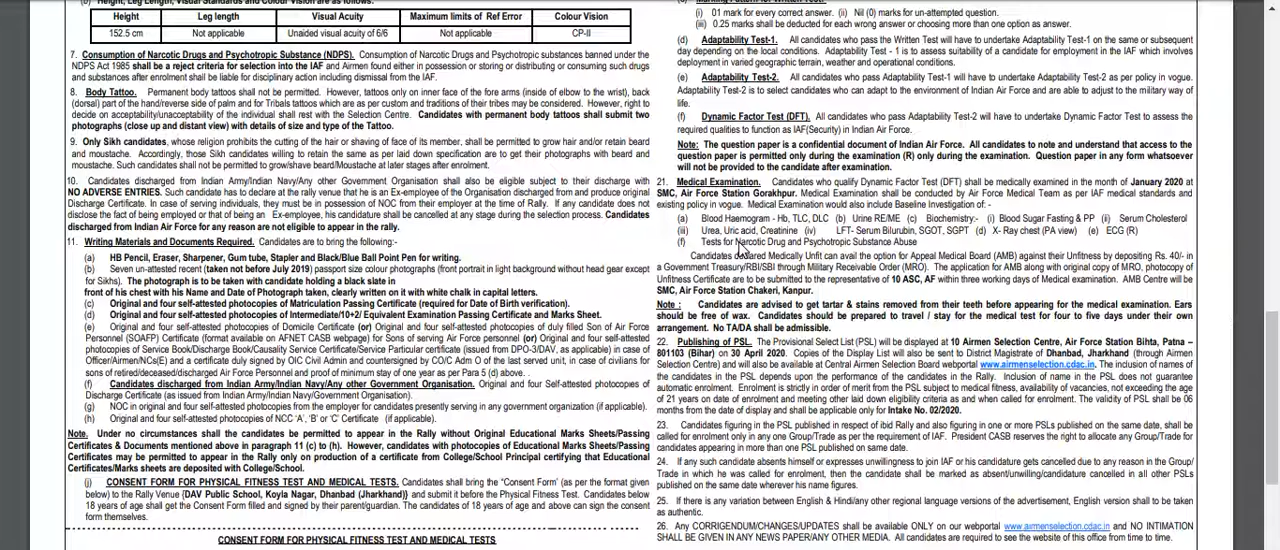 Height Leg length Visual Acuity Maximum limits of Ref Error Colour Vision
152.5 cm Not applicable Unaided visual acuity of 6/6 Not applicable CP-II
7. Consumption of Narcotic Drugs and Psychotropic Substance (NDPS). Consumption of Narcotic Drugs and Psychotropic substances banned under the
NDPS Act 1985 shall be a reject criteria for selection into the IAF and Airmen found either in possession or storing or distributing or consuming such drugs
and substances after enrolment shall be liable for disciplinary action including dismissal from the IAF.
8. Body Tattoo. Permanent body tattoos shall not be permitted. However, tattoos only on inner face of the fore arms (inside of elbow to the wrist), back
(dorsal) part of the hand/reverse side of palm and for Tribals tattoos which are as per custom and traditions of their tribes may be considered. However, right to
decide on acceptability/unacceptability of the individual shall rest with the Selection Centre. Candidates with permanent body tattoos shall submit two
photographs (close up and distant view) with details of size and type of the Tattoo.
9. Only Sikh candidates, whose religion prohibits the cutting of the hair or shaving of face of its member, shall be permitted to grow hair and/or retain beard
and moustache. Accordingly, those Sikh candidates willing to retain the same as per laid down specification are to get their photographs with beard and
moustache. Such candidates shall not be permitted to grow/shave beard/Moustache at later stages after enrolment.
10. Candidates discharged from Indian Army/Indian Navy/Any other Government Organisation shall also be eligible subject to their discharge with
NO ADVERSE ENTRIES. Such candidate has to declare at the rally venue that he is an Ex-employee of the Organisation discharged from and produce original
Discharge Certificate. In case of serving individuals, they must be in possession of NOC from their employer at the time of Rally. If any candidate does not
disclose the fact of being employed or that of being an Ex-employee, his candidature shall be cancelled at any stage during the selection process. Candidates
discharged from Indian Air Force for any reason are not eligible to appear in the rally.
11. Writing Materials and Documents Required. Candidates are to bring the following:-
(a) HB Pencil, Eraser, Sharpener, Gum tube, Stapler and Black/Blue Ball Point Pen for writing.
(b) Seven un-attested recent (taken not before July 2019) passport size colour photographs (front portrait in light background without head gear except
for Sikhs). The photograph is to be taken with candidate holding a black slate in
front of his chest with his Name and Date of Photograph taken, clearly written on it with white chalk in capital letters.
(c) Original and four self-attested photocopies of Matriculation Passing Certificate (required for Date of Birth verification).
(d) Original and four self-attested photocopies of Intermediate/10+2/ Equivalent Examination Passing Certificate and Marks Sheet.
(e) Original and four self-attested photocopies of Domicile Certificate (or) Original and four self-attested photocopies of duly filled Son of Air Force
Personnel (SOAFP) Certificate (format available on AFNET CASB webpage) for Sons of serving Air Force personnel (or) Original and four self-attested
photocopies of Service Book/Discharge Book/Causality Service Certificate/Service Particular certificate (issued from DPO-3/DAV, as applicable) in case of
Officer/Airmen/NCs(E) and a certificate duly signed by OIC Civil Admin and countersigned by CO/C Adm O of the last served unit, in case of civilians for
sons of retired/deceased/discharged Air Force Personnel and proof of minimum stay of one year as per Para 5 (d) above. .
(f) Candidates discharged from Indian Army/Indian Navy/Any other Government Organisation. Original and four Self-attested Photocopies of
Discharge Certificate (as issued from Indian Army/Indian Navy/Government Organisation).
(g) NOC in original and four self-attested photocopies from the employer for candidates presently serving in any government organization (if applicable).
(h) Original and four self-attested photocopies of NCC 'A', 'B' or 'C' Certificate (if applicable).
Note. Under no circumstances shall the candidates be permitted to appear in the Rally without Original Educational Marks Sheets/Passing
Certificates & Documents mentioned above in paragraph 11 (c) to (h). However, candidates with photocopies of Educational Marks Sheets/Passing
Certificates may be permitted to appear in the Rally only on production of a certificate from College/School Principal certifying that Educational
Certificates/Marks sheets are deposited with College/School.
(j) CONSENT FORM FOR PHYSICAL FITNESS TEST AND MEDICAL TESTS. Candidates shall bring the "Consent Form' (as per the format given
below) to the Rally Venue {DAV Public School, Koyla Nagar, Dhanbad (Jharkhand)} and submit it before the Physical Fitness Test. Candidates below
18 years of age shall get the Consent Form filled and signed by their parent/guardian. The candidates of 18 years of age and above can sign the consent
form themselves.
CONSENT FORM FOR PHYSICAL FITNESS TEST AND MEDICAL TESTS
(i) 01 mark for every correct answer. (ii) Nil (0) marks for un-attempted question.
(iii) 0.25 marks shall be deducted for each wrong answer or choosing more than one option as answer.
(d) Adaptability Test-1. All candidates who pass the Written Test will have to undertake Adaptability Test-1 on the same or subsequent
day depending on the local conditions. Adaptability Test - 1 is to assess suitability of a candidate for employment in the IAF which involves
deployment in varied geographic terrain, weather and operational conditions.
(e) Adaptability Test-2. All candidates who pass Adaptability Test-1 will have to undertake Adaptability Test-2 as per policy in vogue.
Adaptability Test-2 is to select candidates who can adapt to the environment of Indian Air Force and are able to adjust to the military way of
life.
(f) Dynamic Factor Test (DFT). All candidates who pass Adaptability Test-2 will have to undertake Dynamic Factor Test to assess the
required qualities to function as IAF(Security) in Indian Air Force.
Note: The question paper is a confidential document of Indian Air Force. All candidates to note and understand that access to the
question paper is permitted only during the examination (R) only during the examination. Question paper in any form whatsoever
will not be provided to the candidate after examination.
21. Medical Examination. Candidates who qualify Dynamic Factor Test (DFT) shall be medically examined in the month of January 2020 at
SMC, Air Force Station Gorakhpur. Medical Examination shall be conducted by Air Force Medical Team as per IAF medical standards and
existing policy in vogue. Medical Examination would also include Baseline Investigation of: -
(a) Blood Haemogram - Hb, TLC, DLC (b) Urine RE/ME (c) Biochemistry:- (i) Blood Sugar Fasting & PP (ii) Serum Cholesterol
(iii) Urea, Uric acid, Creatinine (iv) LFT- Serum Bilurubin, SGOT, SGPT (d) X- Ray chest (PA view) (e) ECG (R)
(f) Tests for Narcotic Drug and Psychotropic Substance Abuse
Candidates declared Medically Unfit can avail the option for Appeal Medical Board (AMB) against their Unfitness by depositing Rs. 40/- in
a Government Treasury/RBI/SBI through Military Receivable Order (MRO). The application for AMB along with original copy of MRO, photocopy of
Unfitness Certificate are to be submitted to the representative of 10 ASC, AF within three working days of Medical examination. AMB Centre will be
SMC, Air Force Station Chakeri, Kanpur.
Note : Candidates are advised to get tartar & stains removed from their teeth before appearing for the medical examination. Ears
should be free of wax. Candidates should be prepared to travel / stay for the medical test for four to five days under their own
arrangement. No TA/DA shall be admissible.
22. Publishing of PSL. The Provisional Select List (PSL) will be displayed at 10 Airmen Selection Centre, Air Force Station Bihta, Patna –
801103 (Bihar) on 30 April 2020. Copies of the Display List will also be sent to District Magistrate of Dhanbad, Jharkhand (through Airmen
Selection Centre) and will also be available at Central Airmen Selection Board webportal www.airmenselection.cdac.in. The inclusion of names of
the candidates in the PSL depends upon the performance of the candidates in the Rally. Inclusion of name in the PSL does not guarantee
automatic enrolment. Enrolment is strictly in order of merit from the PSL subject to medical fitness, availability of vacancies, not exceeding the age
of 21 years on date of enrolment and meeting other laid down eligibility criteria as and when called for enrolment. The validity of PSL shall be 06
months from the date of display and shall be applicable only for Intake No. 02/2020.
23. Candidates figuring in the PSL published in respect of ibid Rally and also figuring in one or more PSLs published on same date, shall be
called for enrolment only in any one Group/Trade as per the requirement of IAF. President CASB reserves the right to allocate any Group/Trade for
candidates appearing in more than one PSL published on same date.
24. If any such candidate absents himself or expresses unwillingness to join IAF or his candidature gets cancelled due to any reason in the Group/
Trade in which he was called for enrolment, then the candidate shall be marked as absent/unwilling/candidature cancelled in all other PSLs
published on the same date wherever his name figures.
25. If there is any variation between English & Hindi/any other regional language versions of the advertisement, English version shall to be taken
as authentic.
26. Any CORRIGENDUM/CHANGES/UPDATES shall be available ONLY on our webportal www.airmenselection.cdac.in and NO INTIMATION
SHALL BE GIVEN IN ANY NEWS PAPER/ANY OTHER MEDIA. All candidates are required to see the website of this office from time to time.